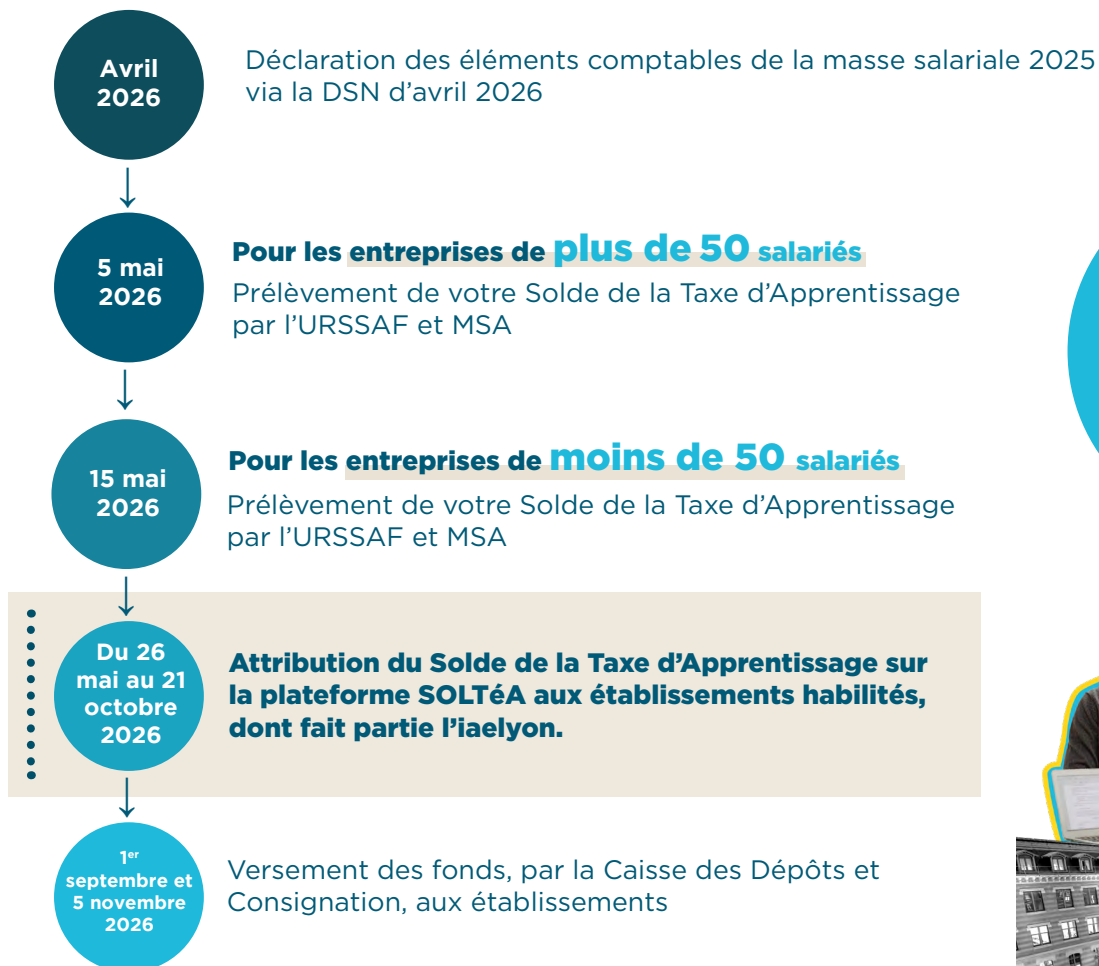 Avril
2026
Déclaration des éléments comptables de la masse salariale 2025
via la DSN d’avril 2026
5 mai
2026
Pour les entreprises de plus de 50 salariés
Prélèvement de votre Solde de la Taxe d’Apprentissage
par l’URSSAF et MSA
15 mai
2026
Pour les entreprises de moins de 50 salariés
Prélèvement de votre Solde de la Taxe d’Apprentissage
par l’URSSAF et MSA
Du 26
mai au 21
octobre
2026
Attribution du Solde de la Taxe d’Apprentissage sur
la plateforme SOLTéA aux établissements habilités,
dont fait partie l’iaelyon.
1er
septembre et
5 novembre
2026
Versement des fonds, par la Caisse des Dépôts et
Consignation, aux établissements